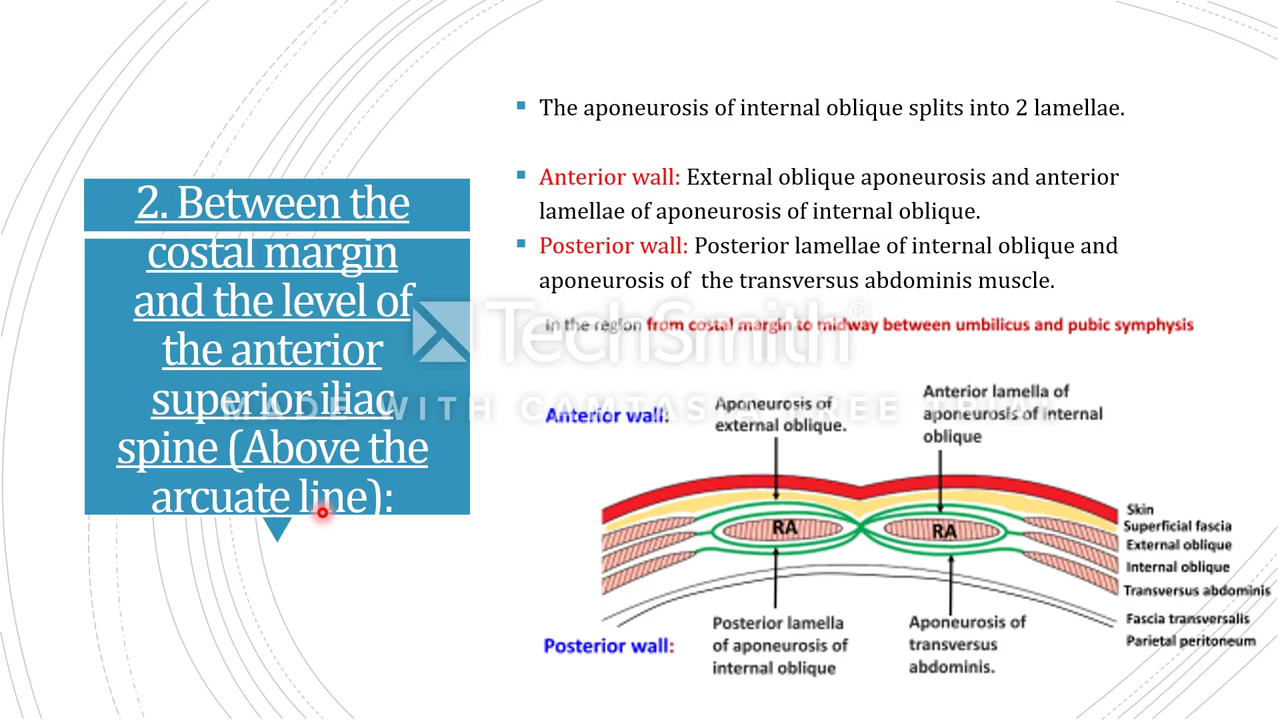 2. Between the
costal margin
and the level of
the anterior
superior iliac
spine (Above the
arcuate line):
▪ The aponeurosis of internal oblique splits into 2 lamellae.
▪ Anterior wall: External oblique aponeurosis and anterior
lamellae of aponeurosis of internal oblique.
▪ Posterior wall: Posterior lamellae of internal oblique and
aponeurosis of the transversus abdominis muscle.
In the region from costal margin to midway between umbilicus and pubic symphysis
TechSmith®
MADE WITH CAMTASIA FREE TRIAL
Anterior wall:
Aponeurosis of
external oblique.
Anterior lamella of
aponeurosis of internal
oblique
RA
RA
Skin
Superficial fascia
External oblique
Internal oblique
Transversus abdominis
Fascia transversalis
Parietal peritoneum
Posterior wall:
Posterior lamella
of aponeurosis of
internal oblique
Aponeurosis of
transversus
abdominis.